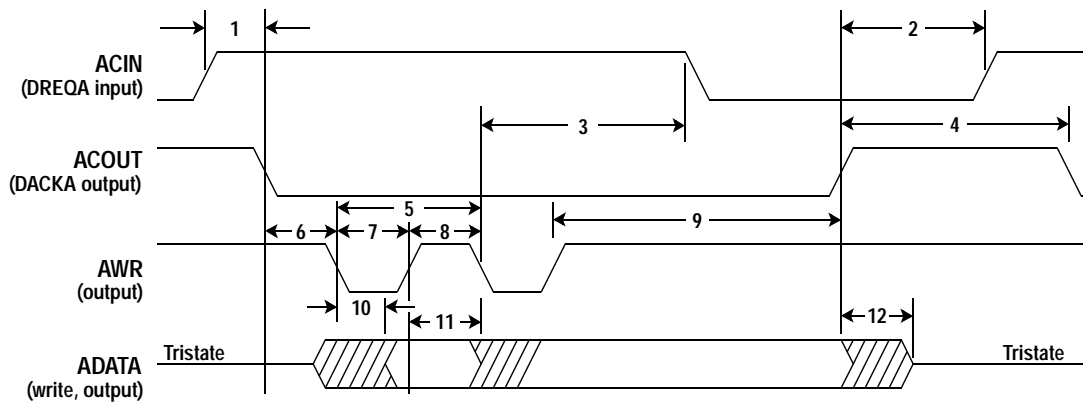 1
2
ACIN
(DREQA input)
3
4
ACOUT
(DACKA output)
5
9
6
7
8
AWR
(output)
10
11
12
Tristate
Tristate
ADATA
(write, output)